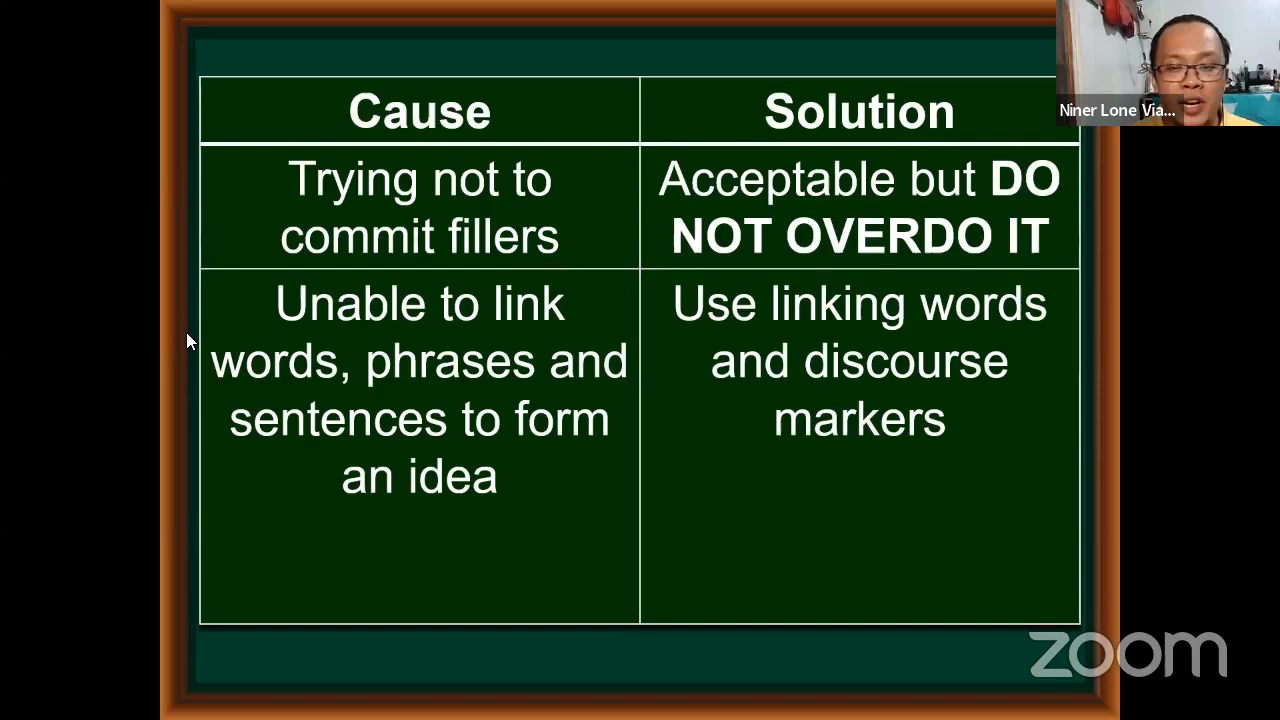 Cause
Solution
Trying not to
commit fillers
Acceptable but DO
NOT OVERDO IT
Unable to link
words, phrases and
sentences to form
an idea
Use linking words
and discourse
markers
Niner Lone Via...
zoom